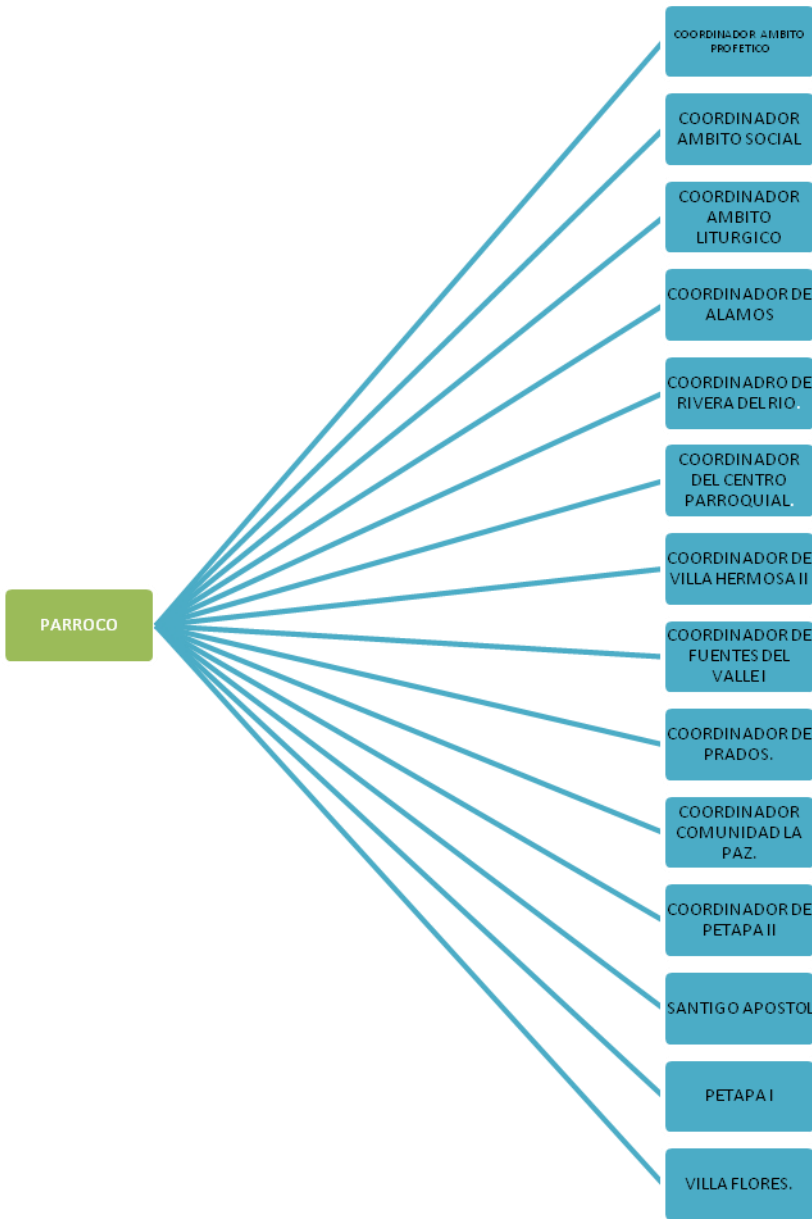 COORDINADOR AMBITO
PROFETICO
COORDINADOR
AMBITO SOCIAL
COORDINADOR
AMBITO
LITURGICO
COORDINADOR DE
ALAMOS
COORDINADRO DE
RIVERA DEL RIO.
COORDINADOR
DEL CENTRO
PARROQUIAL.
COORDINADOR DE
VILLA HERMOSA II
PARROCO
COORDINADOR DE
FUENTES DEL
VALLE I
COORDINADOR DE
PRADOS.
COORDINADOR
COMUNIDAD LA
PAZ.
COORDINADOR DE
PETAPA II
SANTIGO APOSTOL
PETAPA I
VILLA FLORES.